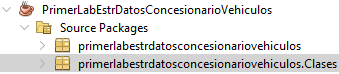 PrimerLabEstrDatosConcesionarioVehiculos
Source Packages
primerlabestrdatosconcesionariovehiculos
primerlabestrdatosconcesionariovehiculos.Clases